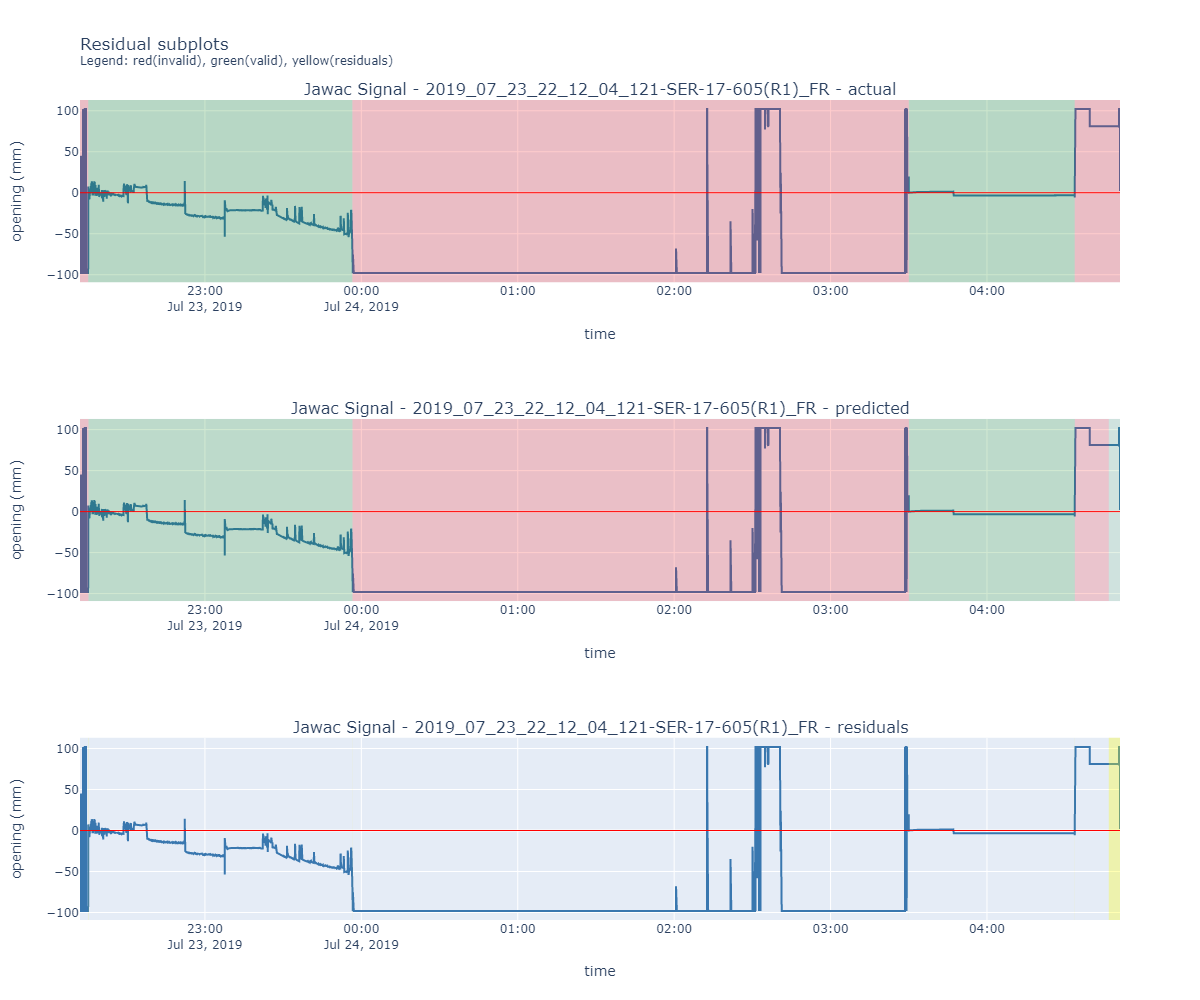 Residual subplots
Legend: red(invalid), green(valid), yellow(residuals)
Jawac Signal - 2019_07_23_22_12_04_121-SER-17-605(R1)_FR - actual
100
50
0
−50
−100
opening (mm)
23:00
Jul 23, 2019
00:00
Jul 24, 2019
01:00
02:00
03:00
04:00
time
Jawac Signal - 2019_07_23_22_12_04_121-SER-17-605(R1)_FR - predicted
100
50
0
−50
−100
opening (mm)
23:00
Jul 23, 2019
00:00
Jul 24, 2019
01:00
02:00
03:00
04:00
time
Jawac Signal - 2019_07_23_22_12_04_121-SER-17-605(R1)_FR - residuals
100
50
0
−50
−100
opening (mm)
23:00
Jul 23, 2019
00:00
Jul 24, 2019
01:00
02:00
03:00
04:00
time